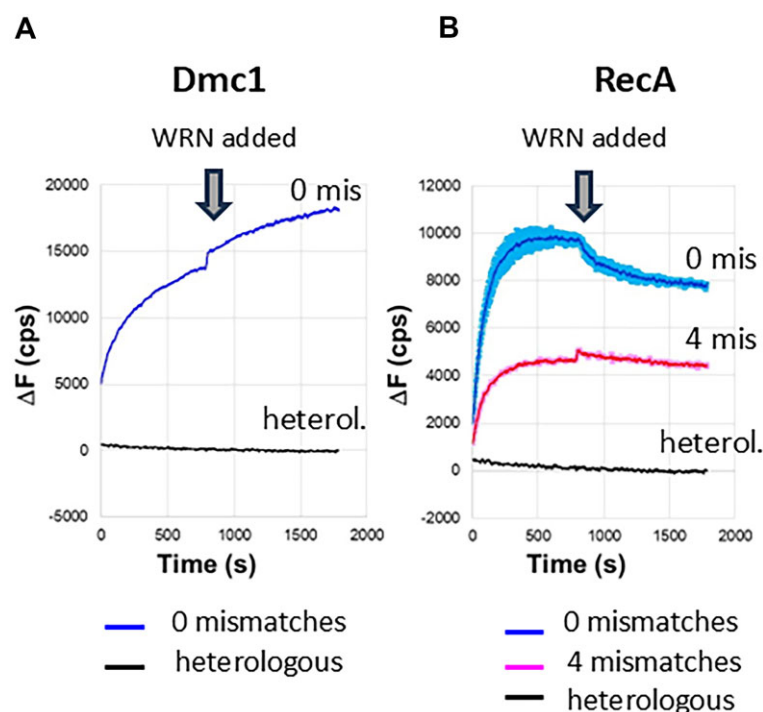 A
B
Dmc1
RecA
WRN added
WRN added
20000
15000
10000
5000
0
-5000
12000
10000
8000
6000
4000
2000
0
-2000
0 mis
heterol.
0 mis
4 mis
heterol.
ΔF (cps)
ΔF (cps)
0 500 1000 1500 2000
0 500 1000 1500 2000
Time (s)
Time (s)
0 mismatches
heterologous
0 mismatches
4 mismatches
heterologous